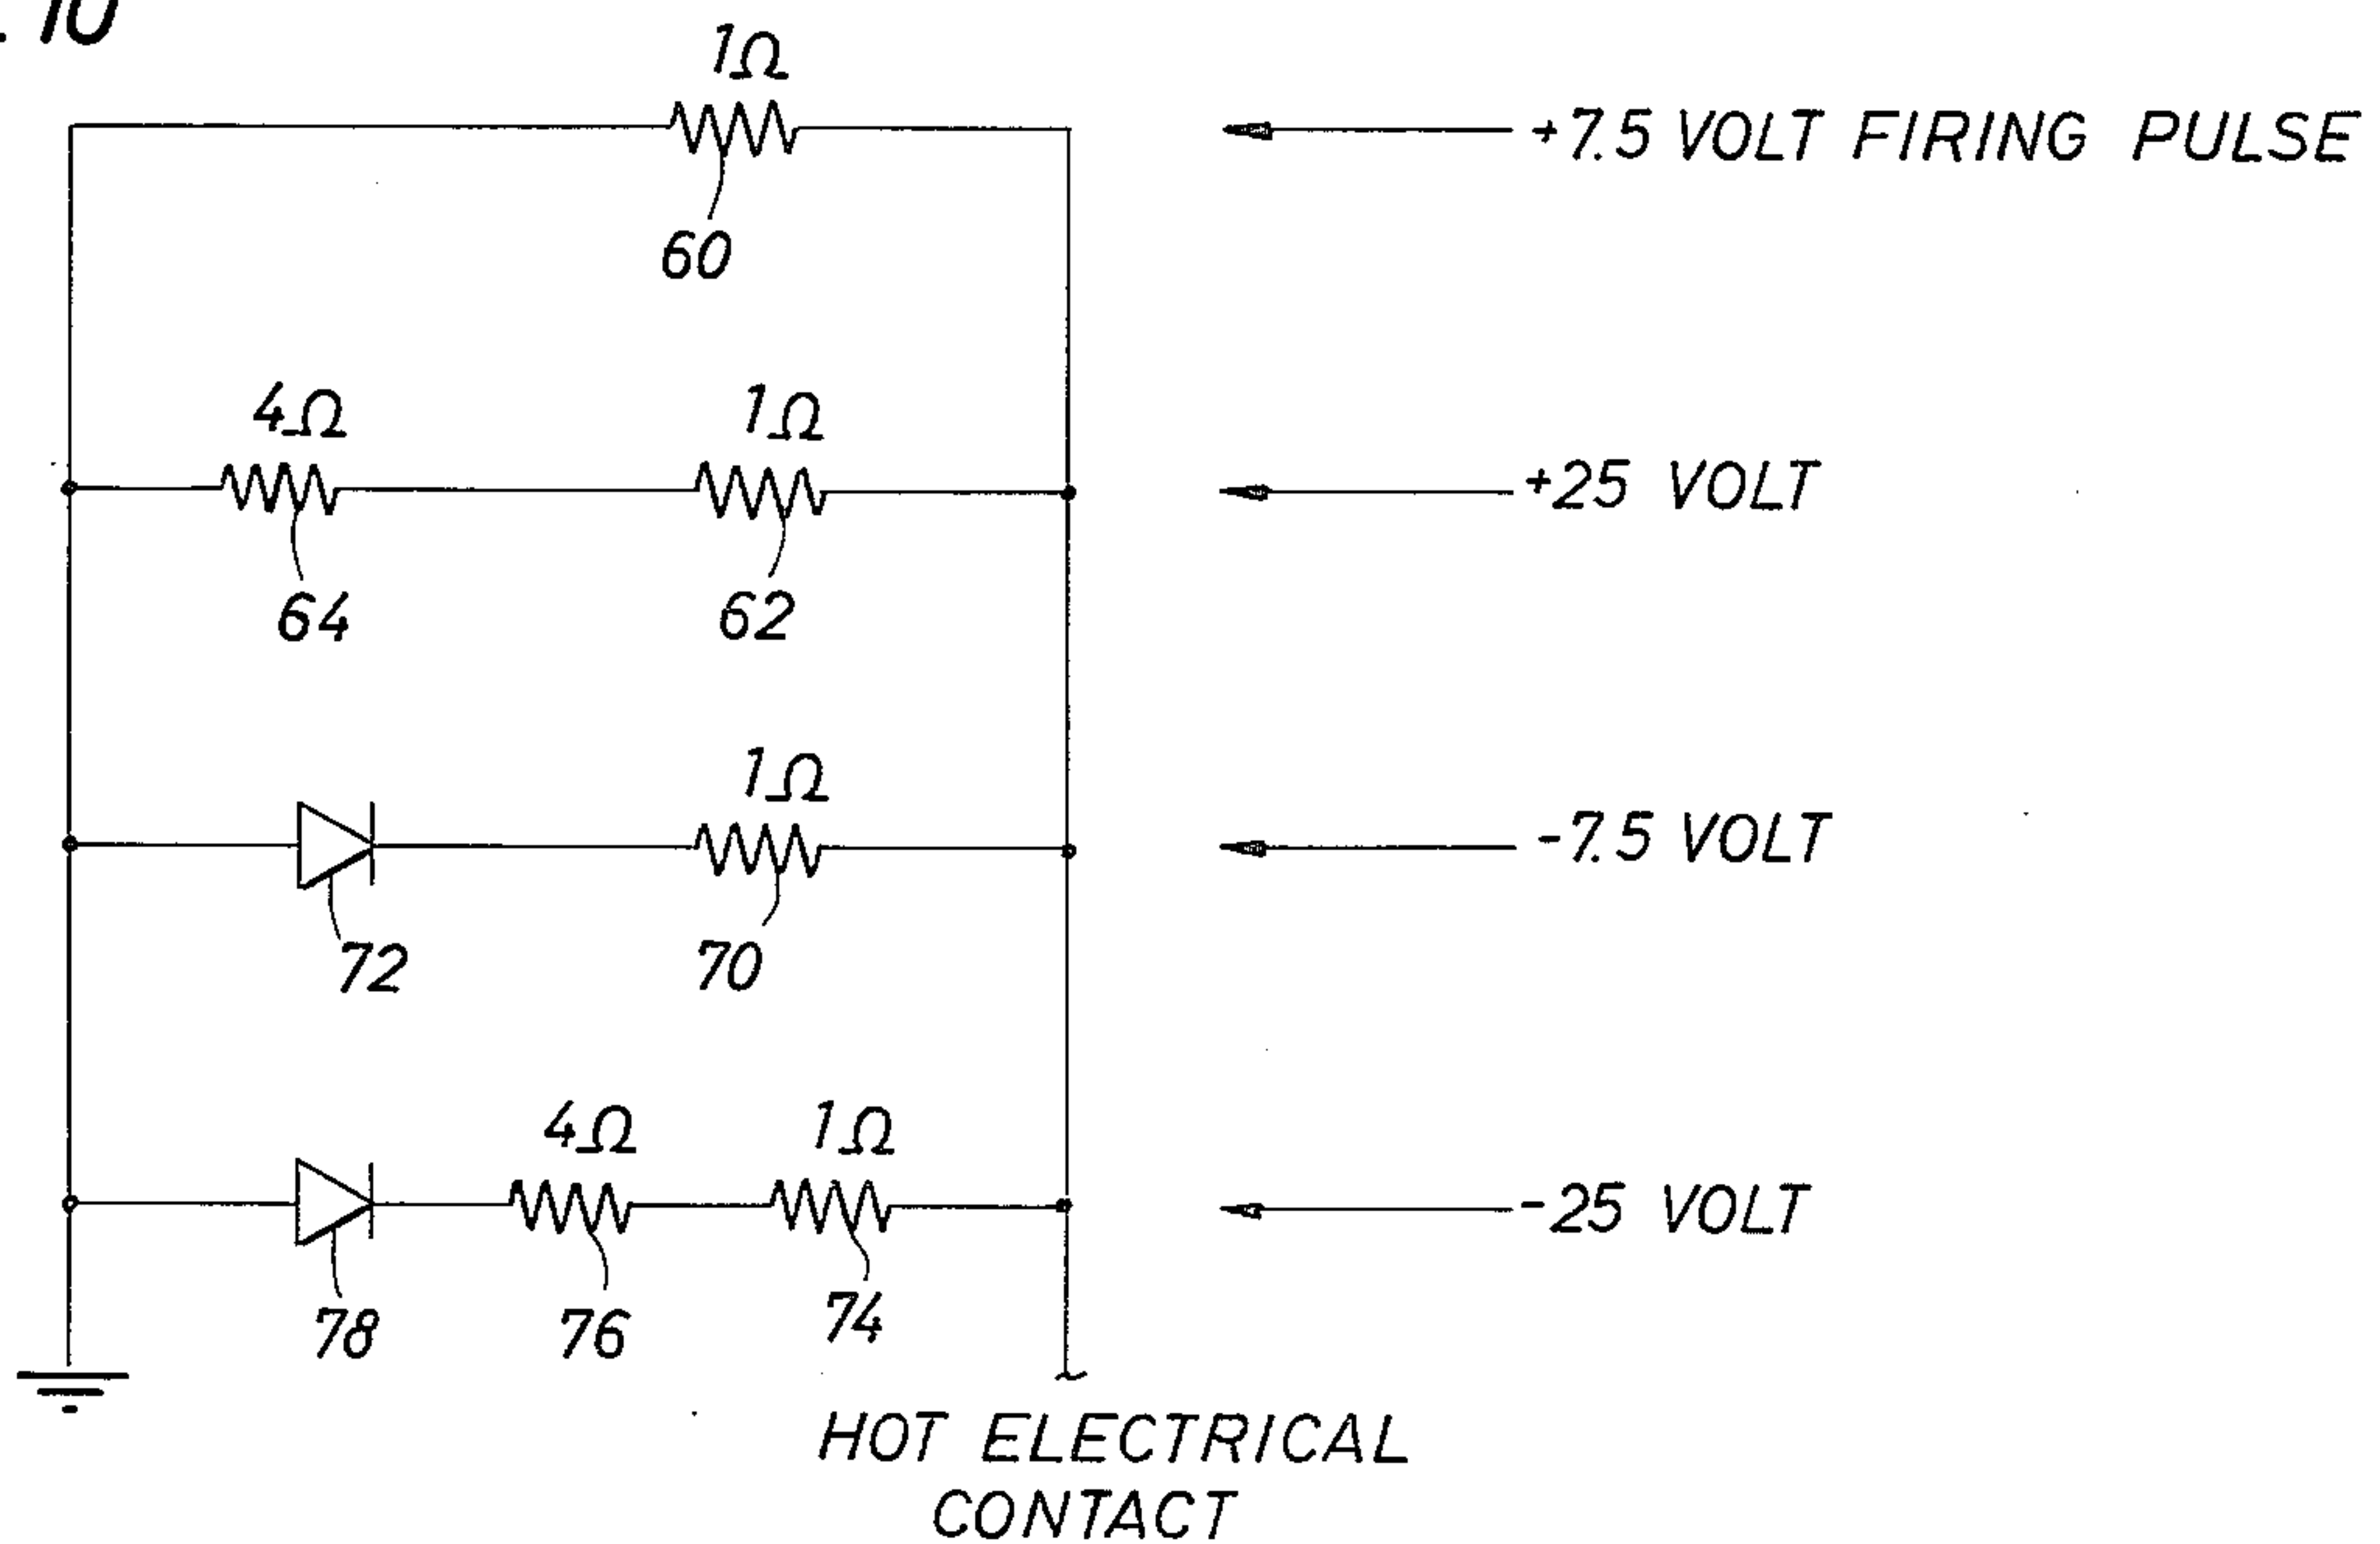 . 10
1Ω
+7.5 VOLT FIRING PULSE
60
4Ω 1Ω
+25 VOLT
64 62
1Ω
-7.5 VOLT
72 70
4Ω 1Ω
-25 VOLT
78 76 74
HOT ELECTRICAL
CONTACT